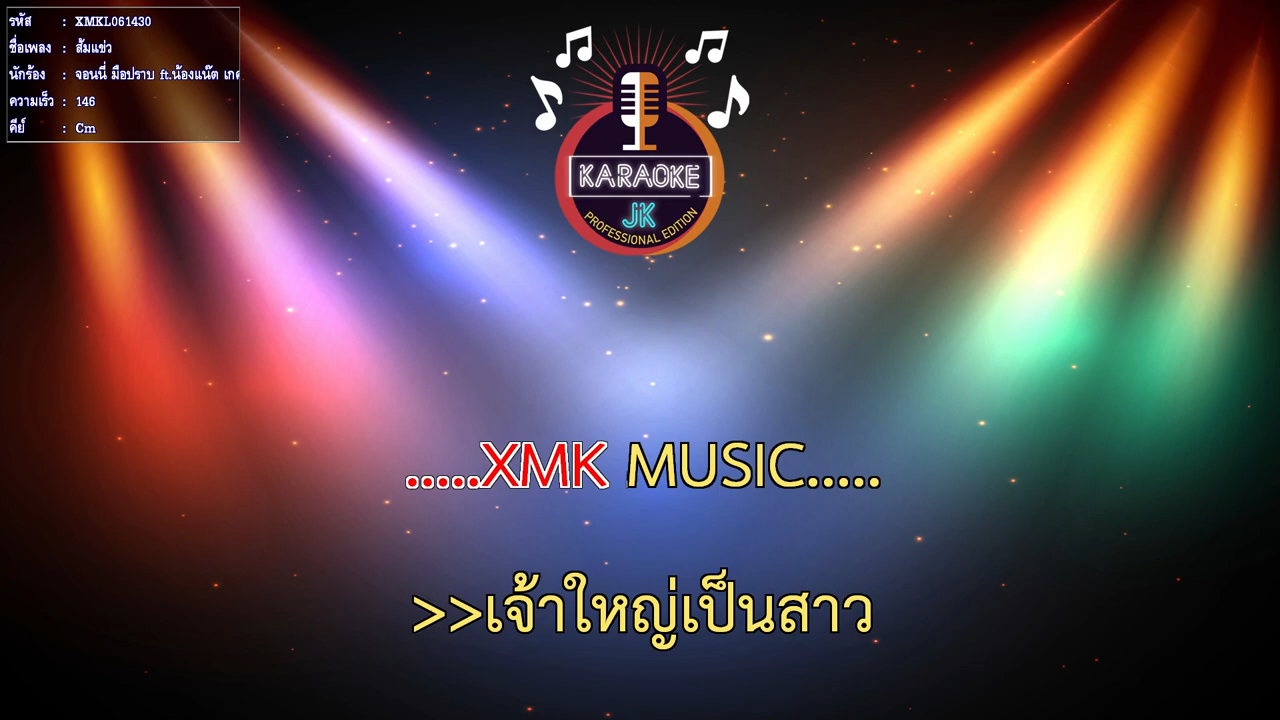 รหัส : XMKL061430
ชื่อเพลง : ส้มแข่ว
นักร้อง : จอนนี่ มือปราบ ft.น้องแน๊ต
ความเร็ว : 146
คีย์ : Cm
KARAOKE
JK
PROFESSIONAL EDITION
.....XMK MUSIC.....
>>เจ้าใหญ่เป็นสาว